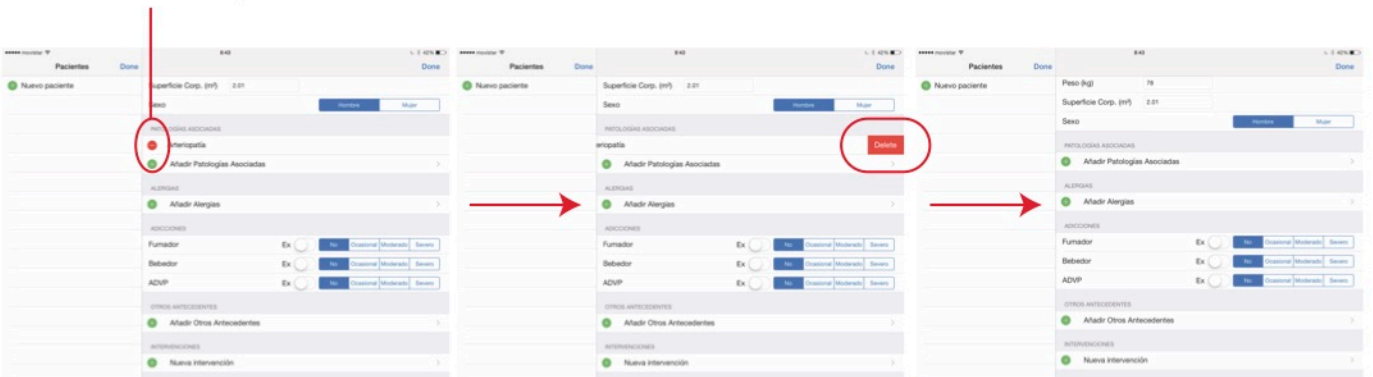 movistar 8:43 42%
Pacientes Done Done
Nuevo paciente
Superficie Corp. (m²) 2.01
Sexo Hombre Mujer
PATOLOGÍAS ASOCIADAS
Arteriopatía
Añadir Patologías Asociadas
ALERGIAS
Añadir Alergias
ADICCIONES
Fumador Ex No Ocasional Moderado Severo
Bebedor Ex No Ocasional Moderado Severo
ADVP Ex No Ocasional Moderado Severo
OTROS ANTECEDENTES
Añadir Otros Antecedentes
INTERVENCIONES
Nueva intervención
movistar 8:43 42%
Pacientes Done Done
Nuevo paciente
Superficie Corp. (m²) 2.01
Sexo Hombre Mujer
PATOLOGÍAS ASOCIADAS
eriopatía Delete
Añadir Patologías Asociadas
ALERGIAS
Añadir Alergias
ADICCIONES
Fumador Ex No Ocasional Moderado Severo
Bebedor Ex No Ocasional Moderado Severo
ADVP Ex No Ocasional Moderado Severo
OTROS ANTECEDENTES
Añadir Otros Antecedentes
INTERVENCIONES
Nueva intervención
movistar 8:43 42%
Pacientes Done Done
Nuevo paciente
Peso (kg) 78
Superficie Corp. (m²) 2.01
Sexo Hombre Mujer
PATOLOGÍAS ASOCIADAS
Añadir Patologías Asociadas
ALERGIAS
Añadir Alergias
ADICCIONES
Fumador Ex No Ocasional Moderado Severo
Bebedor Ex No Ocasional Moderado Severo
ADVP Ex No Ocasional Moderado Severo
OTROS ANTECEDENTES
Añadir Otros Antecedentes
INTERVENCIONES
Nueva intervención